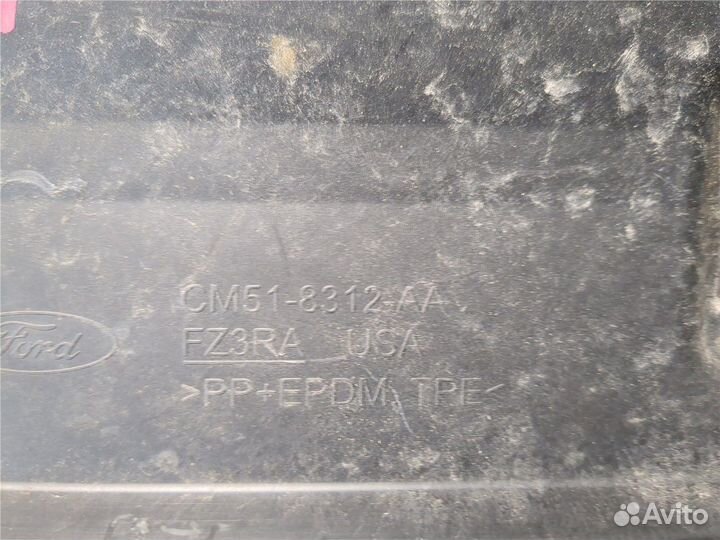 CM51-8312-AA
Ford
FZ3RA USA
>PP+EPDM, TPE<
Avito